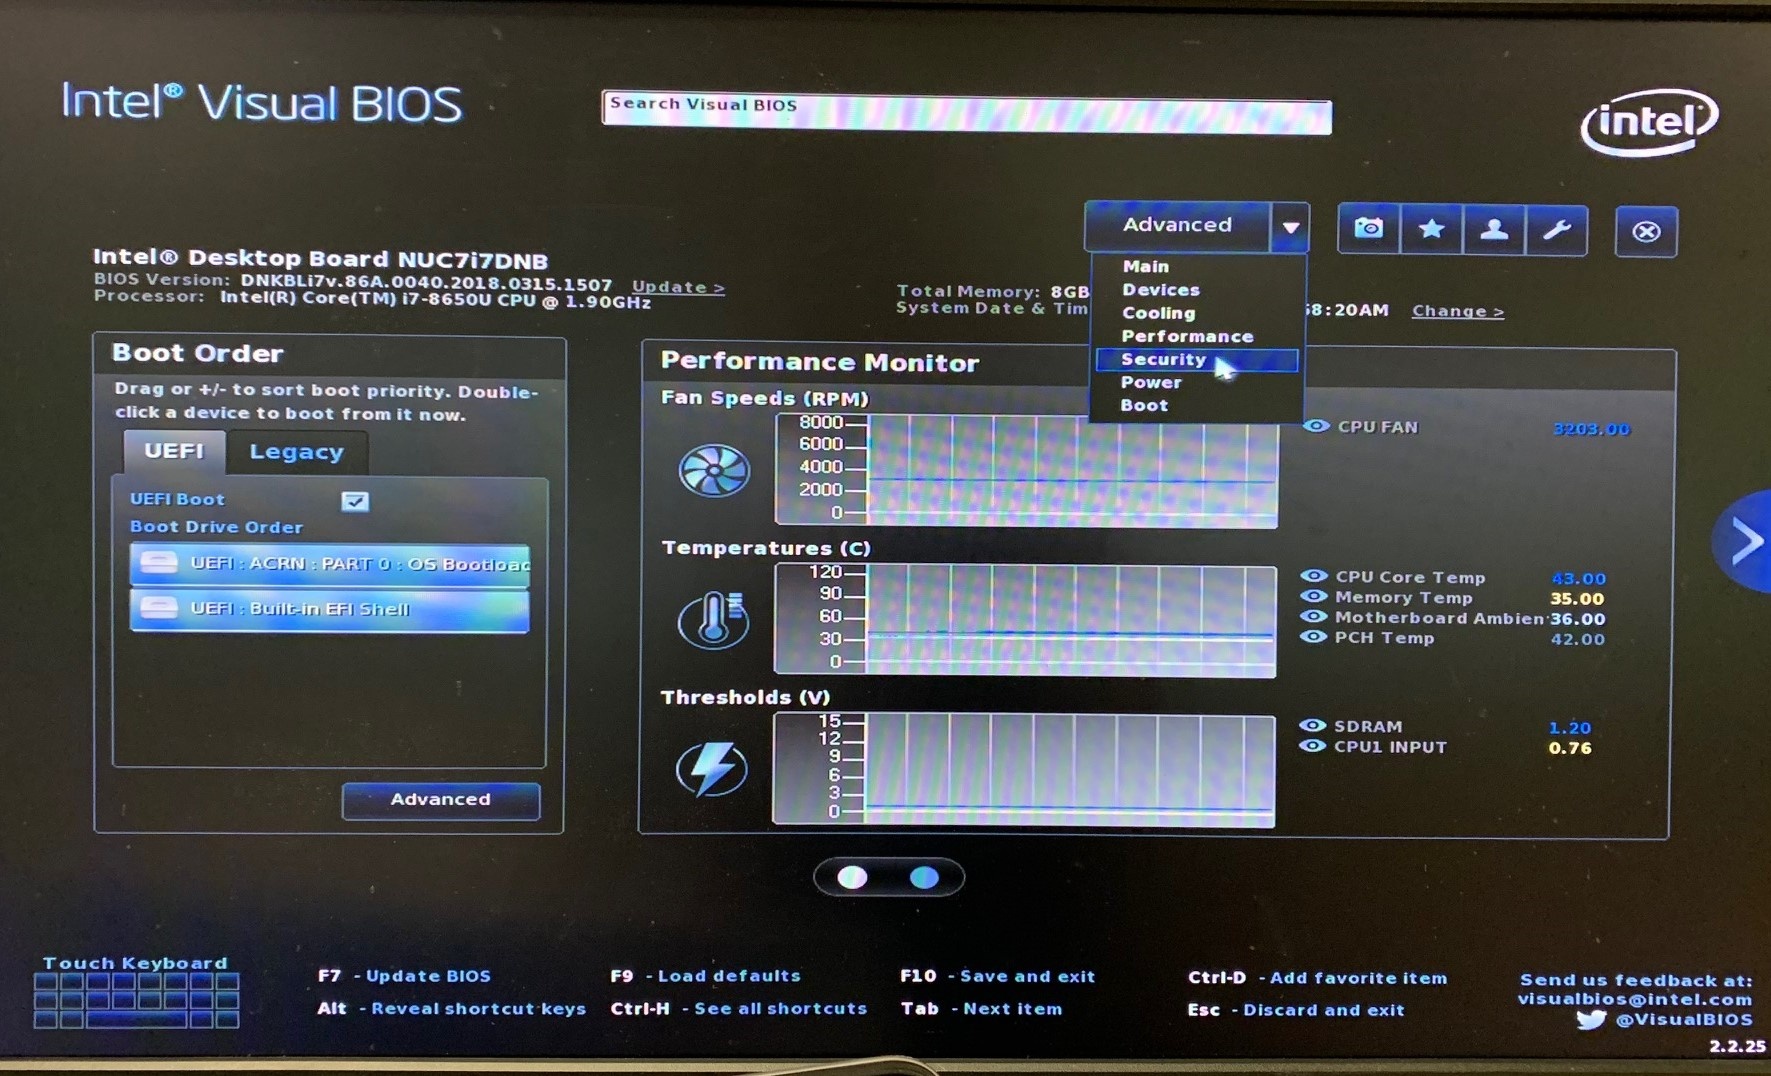 Intel® Visual BIOS
Search Visual BIOS
intel
Advanced
Main
Devices
Cooling
Performance
Security
Power
Boot
Intel® Desktop Board NUC7i7DNB
BIOS Version: DNKBLi7v.86A.0040.2018.0315.1507 Update >
Processor: Intel(R) Core(TM) i7-8650U CPU @ 1.90GHz
Total Memory: 8GB
System Date & Tim 8:20AM Change >
Boot Order
Drag or +/- to sort boot priority. Double-
click a device to boot from it now.
UEFI Legacy
UEFI Boot
Boot Drive Order
UEFI : ACRN : PART 0 : OS Bootloac
UEFI : Built-in EFI Shell
Advanced
Performance Monitor
Fan Speeds (RPM)
8000
6000
4000
2000
0
CPU FAN 3203.00
Temperatures (C)
120
90
60
30
0
CPU Core Temp 43.00
Memory Temp 35.00
Motherboard Ambien 36.00
PCH Temp 42.00
Thresholds (V)
15
12
9
6
3
0
SDRAM 1.20
CPU1 INPUT 0.76
Touch Keyboard
F7 - Update BIOS F9 - Load defaults F10 - Save and exit Ctrl-D - Add favorite item
Alt - Reveal shortcut keys Ctrl-H - See all shortcuts Tab - Next item Esc - Discard and exit
Send us feedback at:
visualbios@intel.com
@VisualBIOS
2.2.25